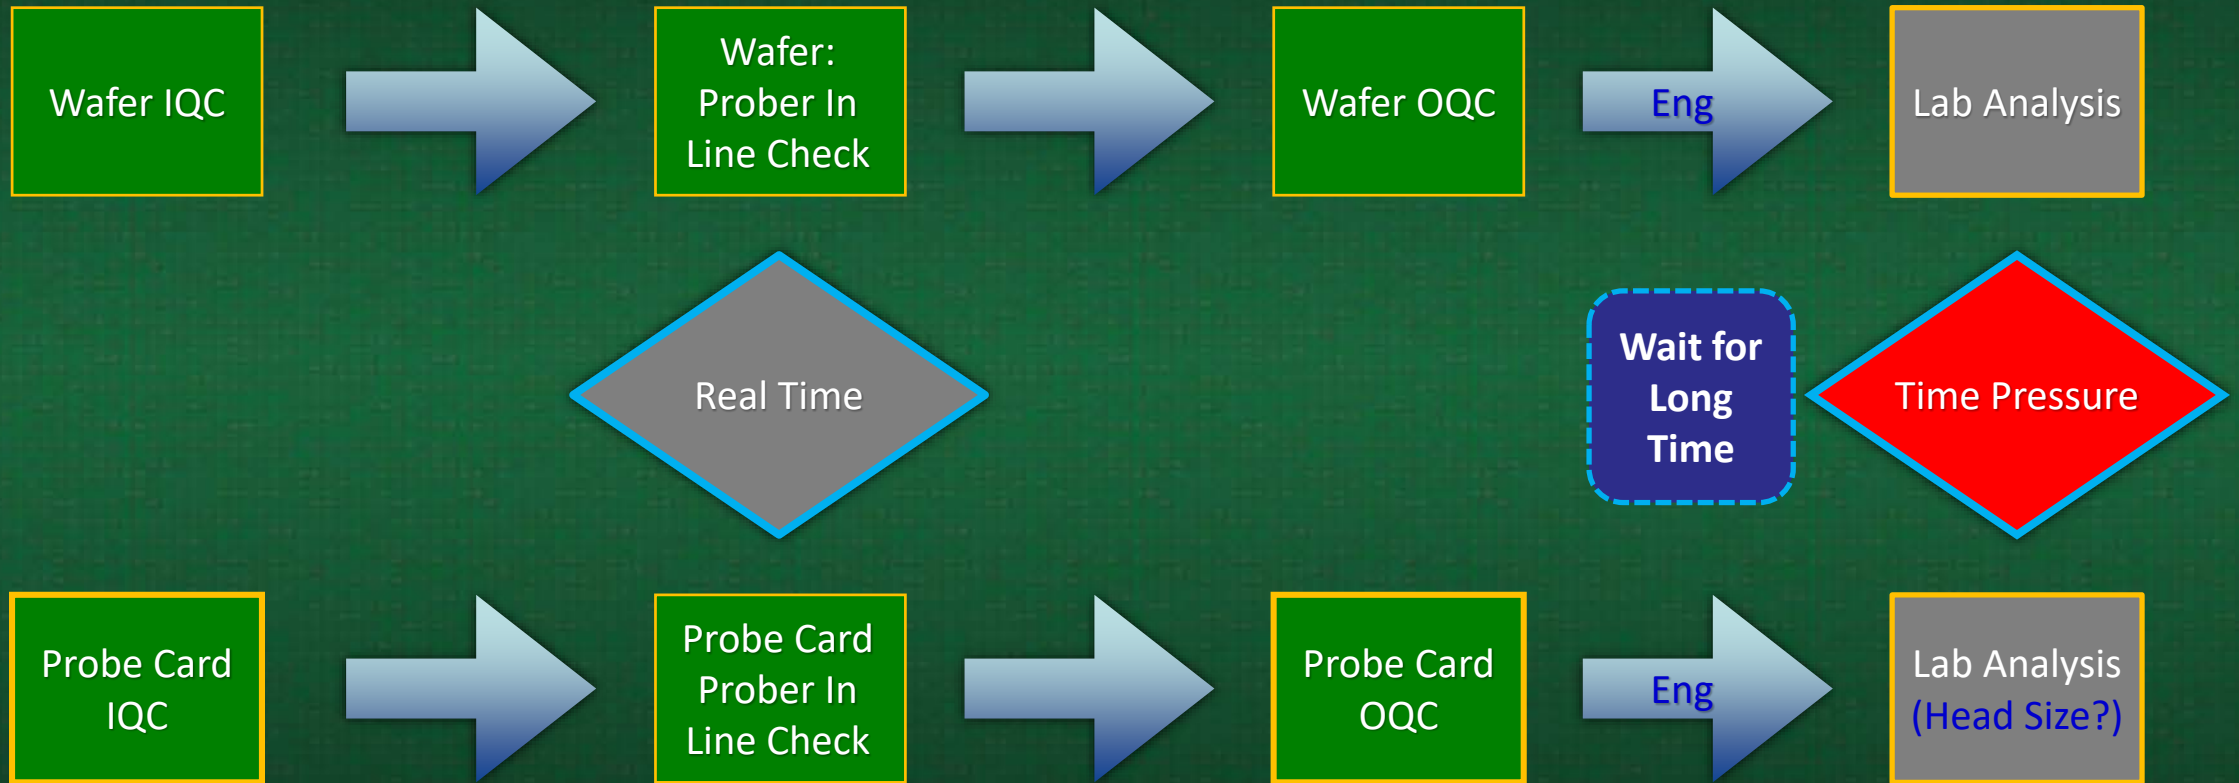 Wafer IQC
Wafer:
Prober In
Line Check
Wafer OQC
Eng
Lab Analysis
Real Time
Wait for
Long
Time
Time Pressure
Probe Card
IQC
Probe Card
Prober In
Line Check
Probe Card
OQC
Eng
Lab Analysis
(Head Size?)